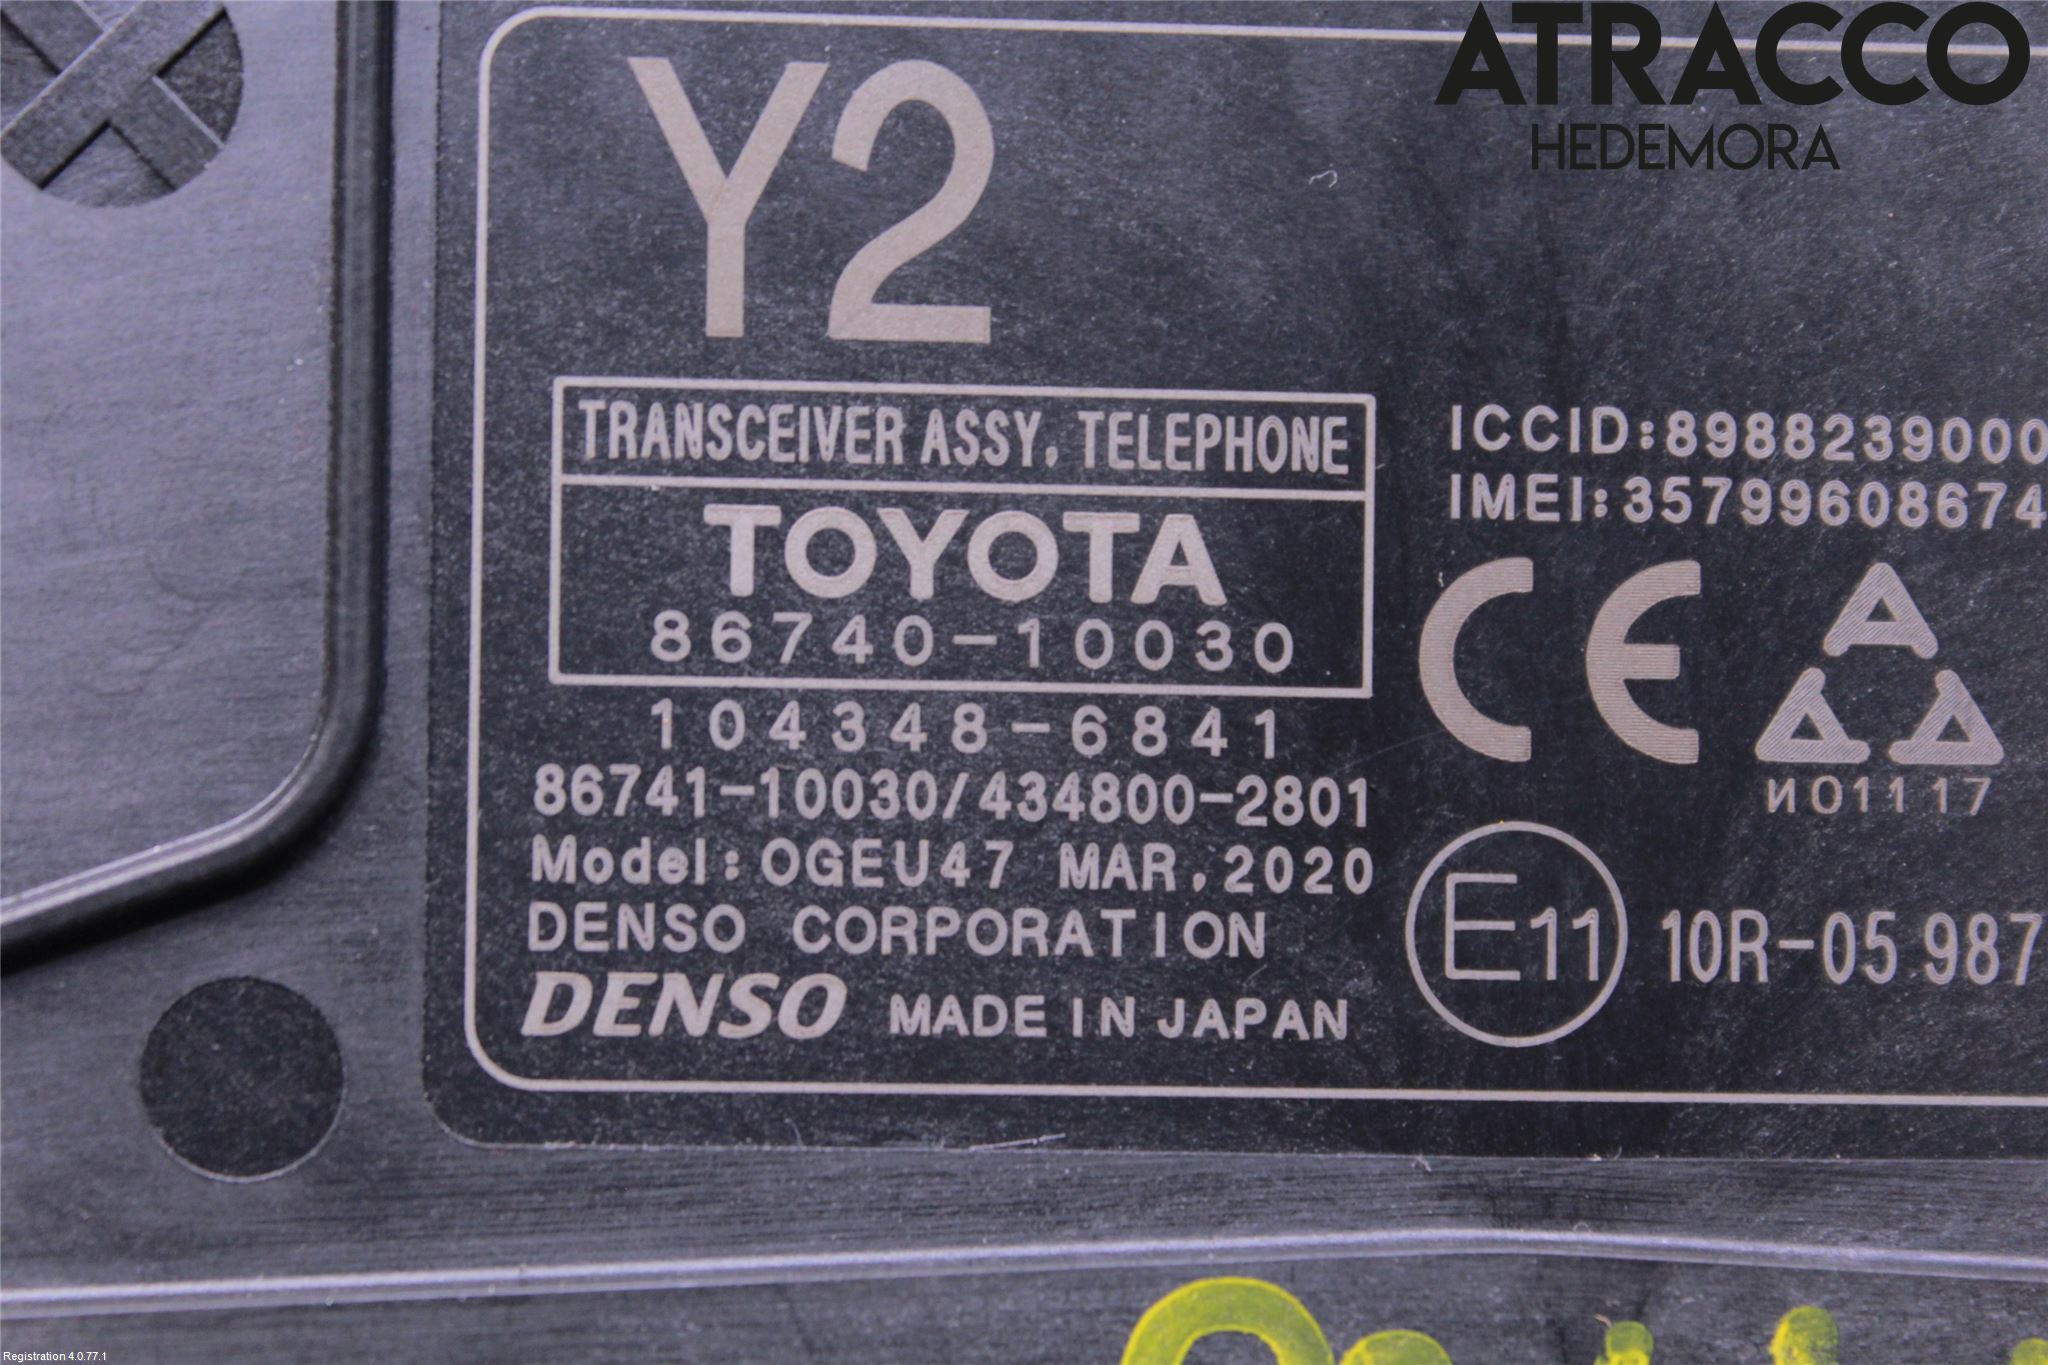 ATRACCO
HEDEMORA
Y2
TRANSCEIVER ASSY, TELEPHONE
TOYOTA
86740-10030
104348-6841
86741-10030/434800-2801
Model: OGEU47 MAR, 2020
DENSO CORPORATION
DENSO MADE IN JAPAN
ICCID:8988239000
IMEI:35799608674
CE
И01117
E11 10R-05 987
Registration 4.0.77.1